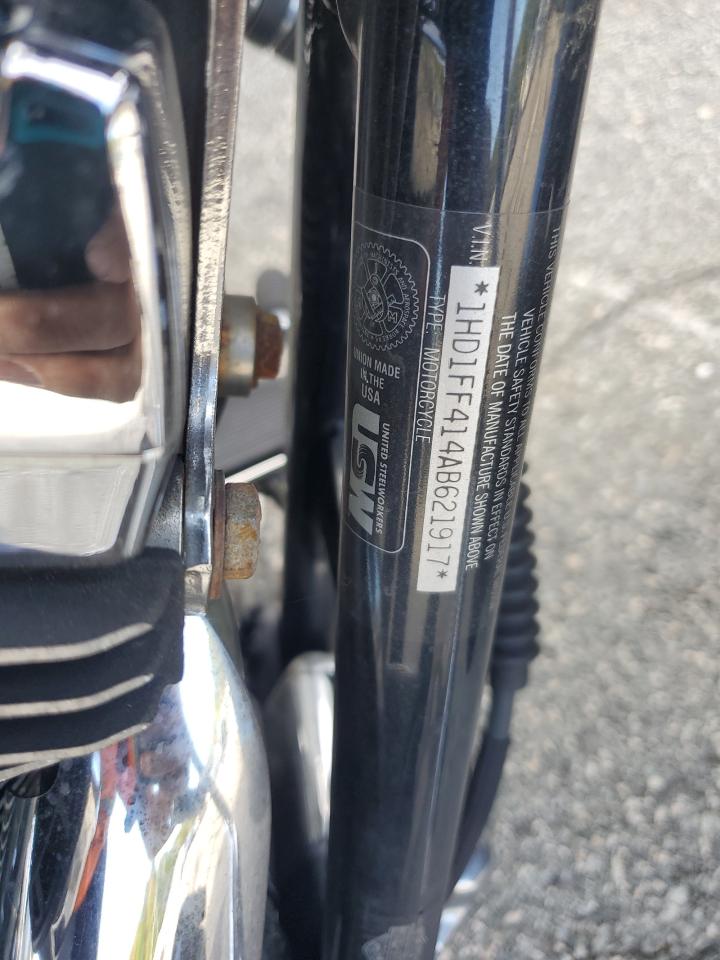 THIS VEHICLE CONFORMS TO ALL APPLICABLE
VEHICLE SAFETY STANDARDS IN EFFECT ON
THE DATE OF MANUFACTURE SHOWN ABOVE
V.I.N.
*1HD1FF414AB621917*
TYPE: MOTORCYCLE
UNION MADE
IN THE
USA
UNITED STEELWORKERS
USW